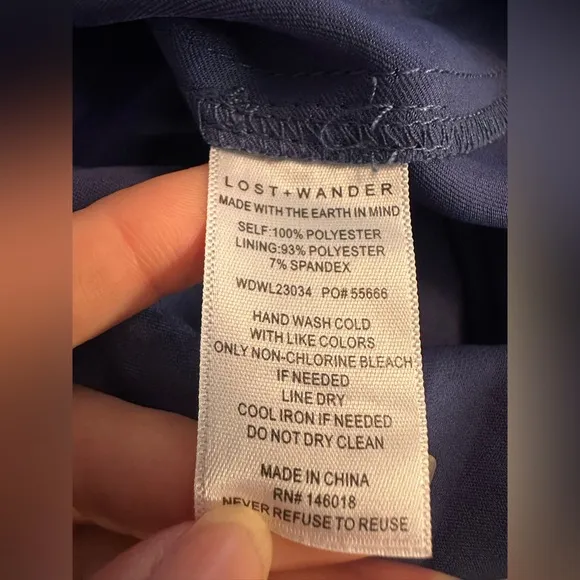 LOST + WANDER
MADE WITH THE EARTH IN MIND
SELF:100% POLYESTER
LINING:93% POLYESTER
7% SPANDEX
WDWL23034 PO# 55666
HAND WASH COLD
WITH LIKE COLORS
ONLY NON-CHLORINE BLEACH
IF NEEDED
LINE DRY
COOL IRON IF NEEDED
DO NOT DRY CLEAN
MADE IN CHINA
RN# 146018
NEVER REFUSE TO REUSE